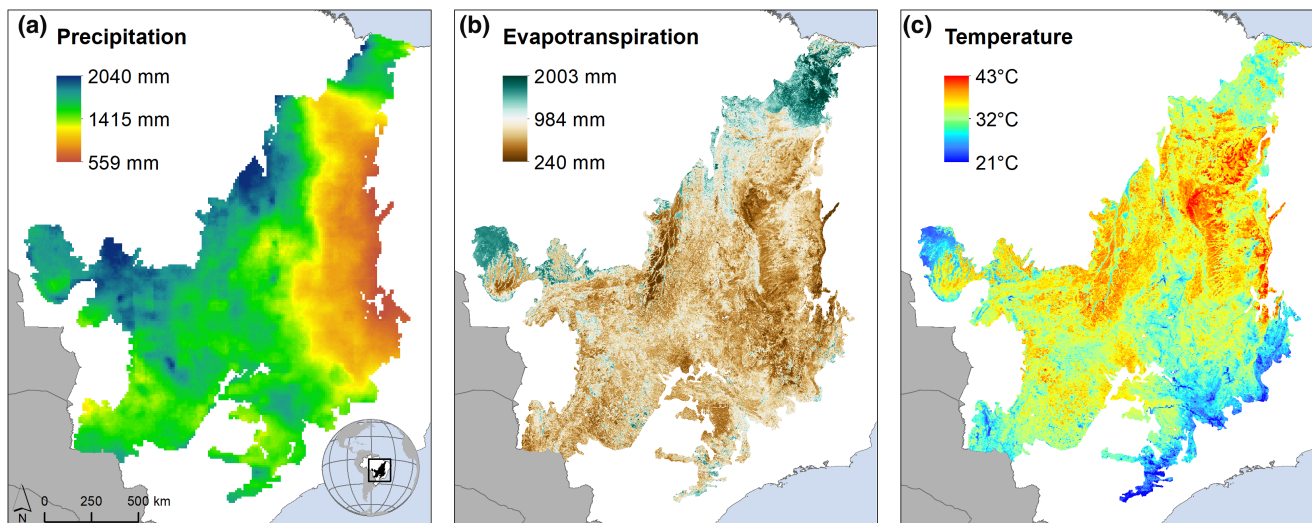 (a) Precipitation
2040 mm
1415 mm
559 mm
N
0 250 500 km
(b) Evapotranspiration
2003 mm
984 mm
240 mm
(c) Temperature
43°C
32°C
21°C